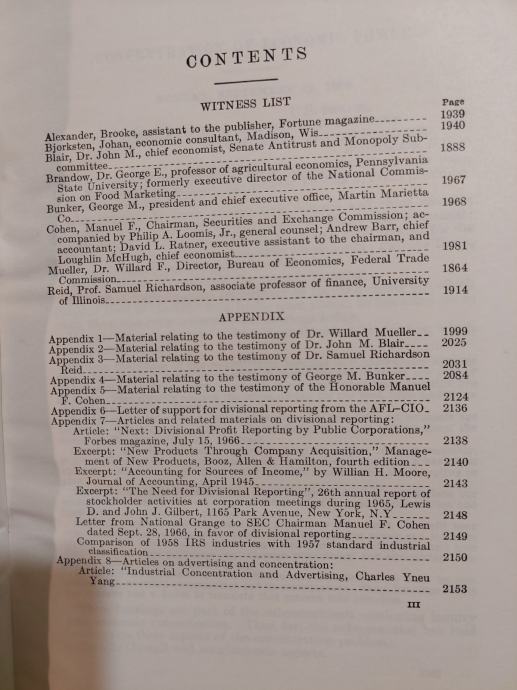 CONTENTS
WITNESS LIST
Page
Alexander, Brooke, assistant to the publisher, Fortune magazine 1939
Bjorksten, Johan, economic consultant, Madison, Wis 1940
Blair, Dr. John M., chief economist, Senate Antitrust and Monopoly Sub-
committee 1888
Brandow, Dr. George E., professor of agricultural economics, Pennsylvania
State University; formerly executive director of the National Commis-
sion on Food Marketing 1967
Bunker, George M., president and chief executive office, Martin Marietta
Co 1968
Cohen, Manuel F., Chairman, Securities and Exchange Commission; ac-
companied by Philip A. Loomis, Jr., general counsel; Andrew Barr, chief
accountant; David L. Ratner, executive assistant to the chairman, and
Loughlin McHugh, chief economist 1981
Mueller, Dr. Willard F., Director, Bureau of Economics, Federal Trade
Commission 1864
Reid, Prof. Samuel Richardson, associate professor of finance, University
of Illinois 1914
APPENDIX
Appendix 1—Material relating to the testimony of Dr. Willard Mueller 1999
Appendix 2—Material relating to the testimony of Dr. John M. Blair 2025
Appendix 3—Material relating to the testimony of Dr. Samuel Richardson
Reid 2031
Appendix 4—Material relating to the testimony of George M. Bunker 2084
Appendix 5—Material relating to the testimony of the Honorable Manuel
F. Cohen 2124
Appendix 6—Letter of support for divisional reporting from the AFL-CIO 2136
Appendix 7—Articles and related materials on divisional reporting:
Article: "Next: Divisional Profit Reporting by Public Corporations,"
Forbes magazine, July 15, 1966 2138
Excerpt: "New Products Through Company Acquisition," Manage-
ment of New Products, Booz, Allen & Hamilton, fourth edition 2140
Excerpt: "Accounting for Sources of Income," by Willian H. Moore,
Journal of Accounting, April 1945 2143
Excerpt: "The Need for Divisional Reporting", 26th annual report of
stockholder activities at corporation meetings during 1965, Lewis
D. and John J. Gilbert, 1165 Park Avenue, New York, N.Y 2148
Letter from National Grange to SEC Chairman Manuel F. Cohen
dated Sept. 28, 1966, in favor of divisional reporting 2149
Comparison of 1958 IRS industries with 1957 standard industrial
classification 2150
Appendix 8—Articles on advertising and concentration:
Article: "Industrial Concentration and Advertising, Charles Yneu
Yang 2153
III